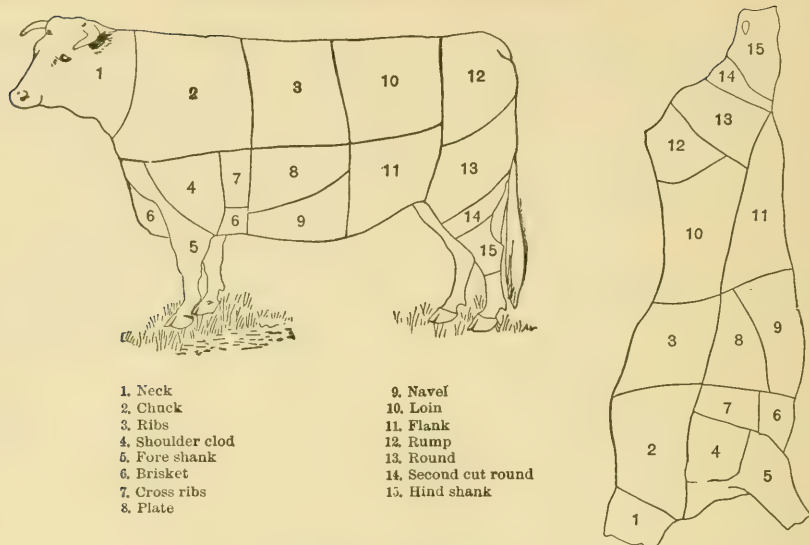 1
2
3
10
12
4
7
8
11
13
6
6
9
14
5
15
15
14
13
12
11
10
3
8
9
7
6
2
4
5
1
1. Neck
2. Chuck
3. Ribs
4. Shoulder clod
5. Fore shank
6. Brisket
7. Cross ribs
8. Plate
9. Navel
10. Loin
11. Flank
12. Rump
13. Round
14. Second cut round
15. Hind shank